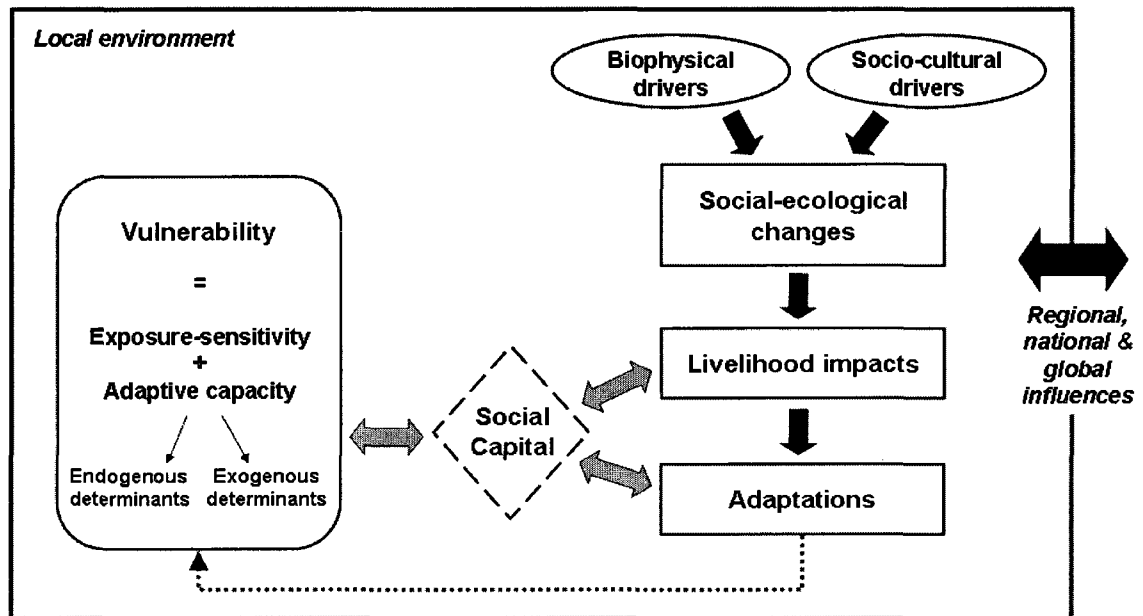 Local environment
Biophysical
drivers
Socio-cultural
drivers
Social-ecological
changes
Vulnerability
=
Exposure-sensitivity
+
Adaptive capacity
Endogenous
determinants
Exogenous
determinants
Social
Capital
Livelihood impacts
Adaptations
Regional,
national &
global
influences